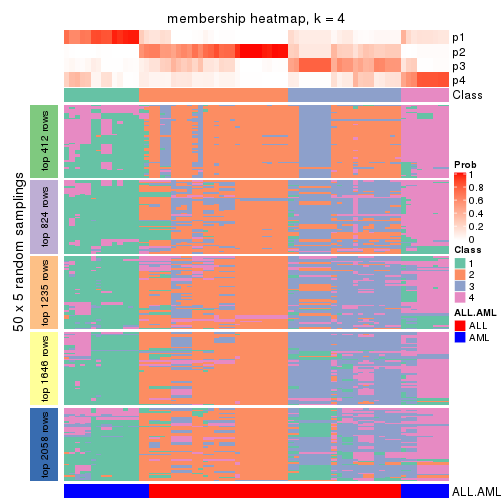 membership heatmap, k = 4
p1
p2
p3
p4
Class
50 x 5 random samplings
top 412 rows
top 824 rows
top 1235 rows
top 1646 rows
top 2058 rows
Prob
1
0.8
0.6
0.4
0.2
0
Class
1
2
3
4
ALL.AML
ALL
AML
ALL.AML